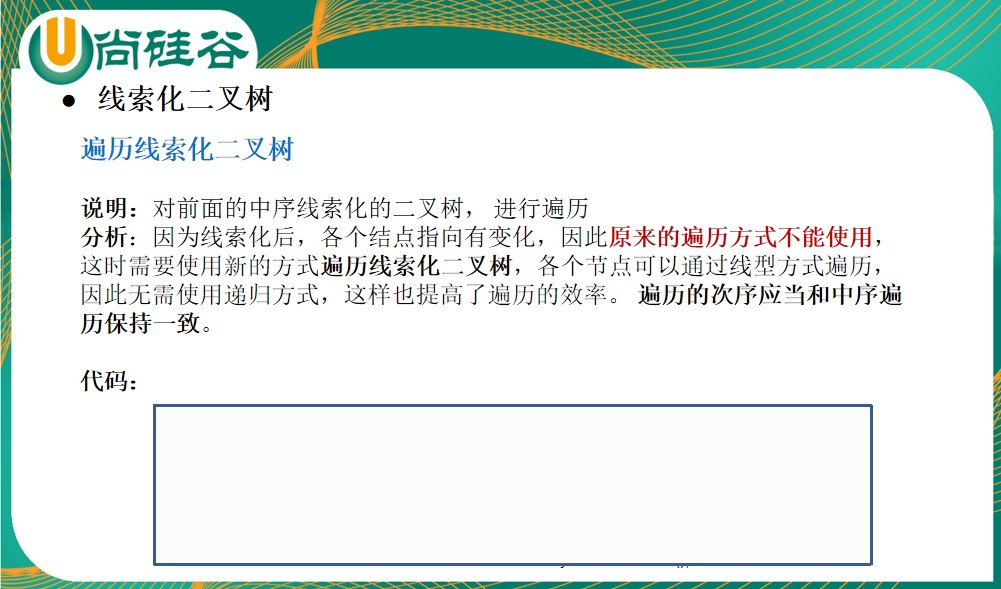 尚硅谷
● 线索化二叉树
遍历线索化二叉树
说明：对前面的中序线索化的二叉树， 进行遍历
分析：因为线索化后，各个结点指向有变化，因此原来的遍历方式不能使用，
这时需要使用新的方式遍历线索化二叉树，各个节点可以通过线型方式遍历，
因此无需使用递归方式，这样也提高了遍历的效率。 遍历的次序应当和中序遍
历保持一致。
代码：